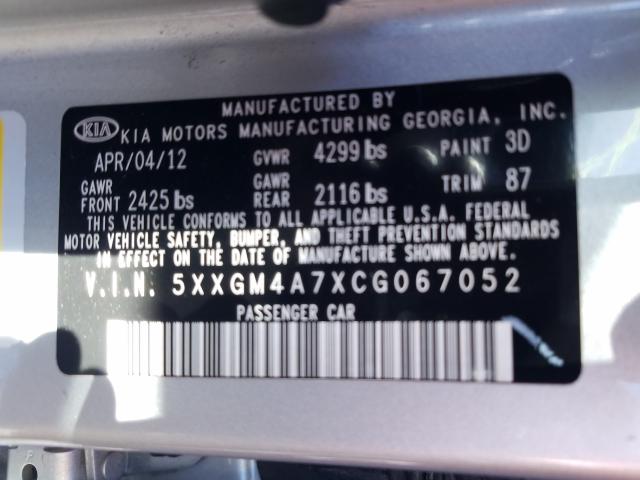 MANUFACTURED BY
KIA KIA MOTORS MANUFACTURING GEORGIA, INC.
APR/04/12 GVWR 4299 lbs PAINT 3D
GAWR FRONT 2425 lbs GAWR REAR 2116 lbs TRIM 87
THIS VEHICLE CONFORMS TO ALL APPLICABLE U.S.A. FEDERAL
MOTOR VEHICLE SAFETY, BUMPER, AND THEFT PREVENTION STANDARDS
IN EFFECT ON THE DATE OF MANUFACTURE SHOWN ABOVE.
V.I.N. 5XXGM4A7XCG067052
PASSENGER CAR